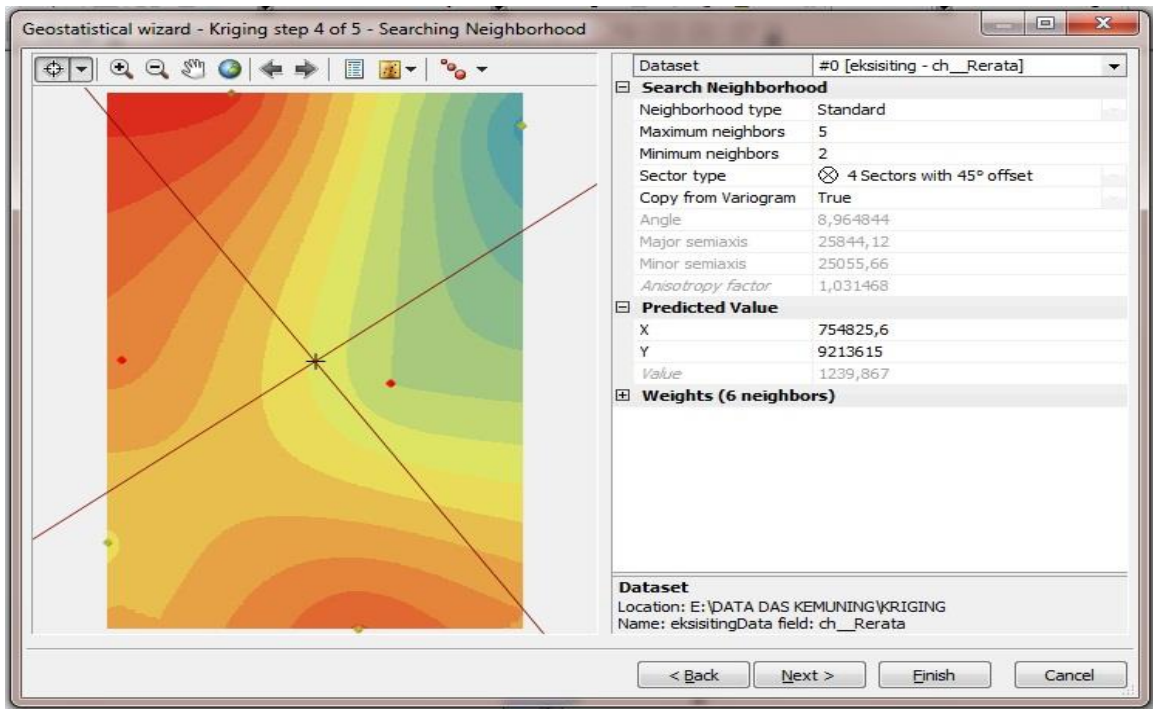 Geostatistical wizard - Kriging step 4 of 5 - Searching Neighborhood
Dataset #0 [eksisiting - ch__Rerata]
Search Neighborhood
Neighborhood type Standard
Maximum neighbors 5
Minimum neighbors 2
Sector type 4 Sectors with 45° offset
Copy from Variogram True
Angle 8,964844
Major semiaxis 25844,12
Minor semiaxis 25055,66
Anisotropy factor 1,031468
Predicted Value
X 754825,6
Y 9213615
Value 1239,867
Weights (6 neighbors)
Dataset
Location: E:\DATA DAS KEMUNING\KRIGING
Name: eksisitingData field: ch__Rerata
< Back Next > Finish Cancel